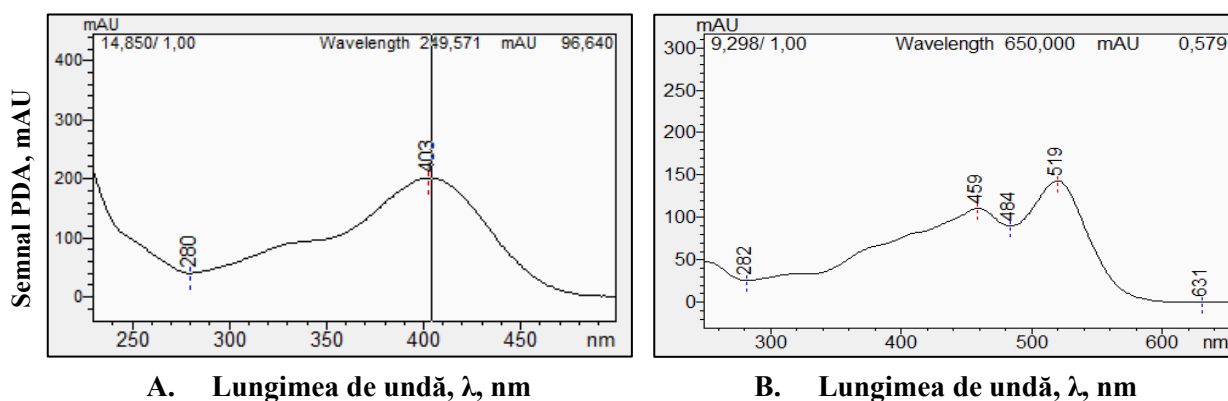 mAU
14,850/ 1,00 Wavelength 249,571 mAU 96,640
400
300
200
100
0
280
403
250 300 350 400 450 nm
Semnal PDA, mAU
A. Lungimea de undă, λ, nm
mAU
9,298/ 1,00 Wavelength 650,000 mAU 0,579
300
250
200
150
100
50
0
282
459
484
519
631
300 400 500 600 nm
B. Lungimea de undă, λ, nm